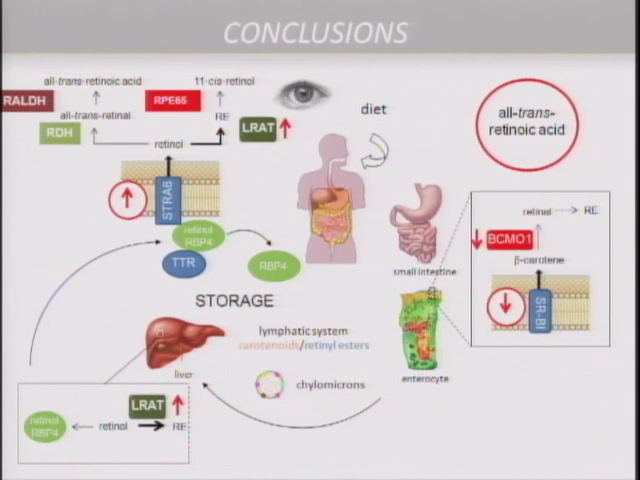 CONCLUSIONS
all-trans-retinoic acid
11-cis-retinol
RALDH
RPE65
all-trans-retinal
RE
RDH
LRAT
retinol
diet
all-trans-
retinoic acid
STRA6
retinol
RBP4
TTR
RBP4
small intestine
retinal
RE
BCMO1
β-carotene
SR-BI
STORAGE
lymphatic system
carotenoids/retinyl esters
liver
chylomicrons
enterocyte
LRAT
retinol
RBP4
retinol
RE